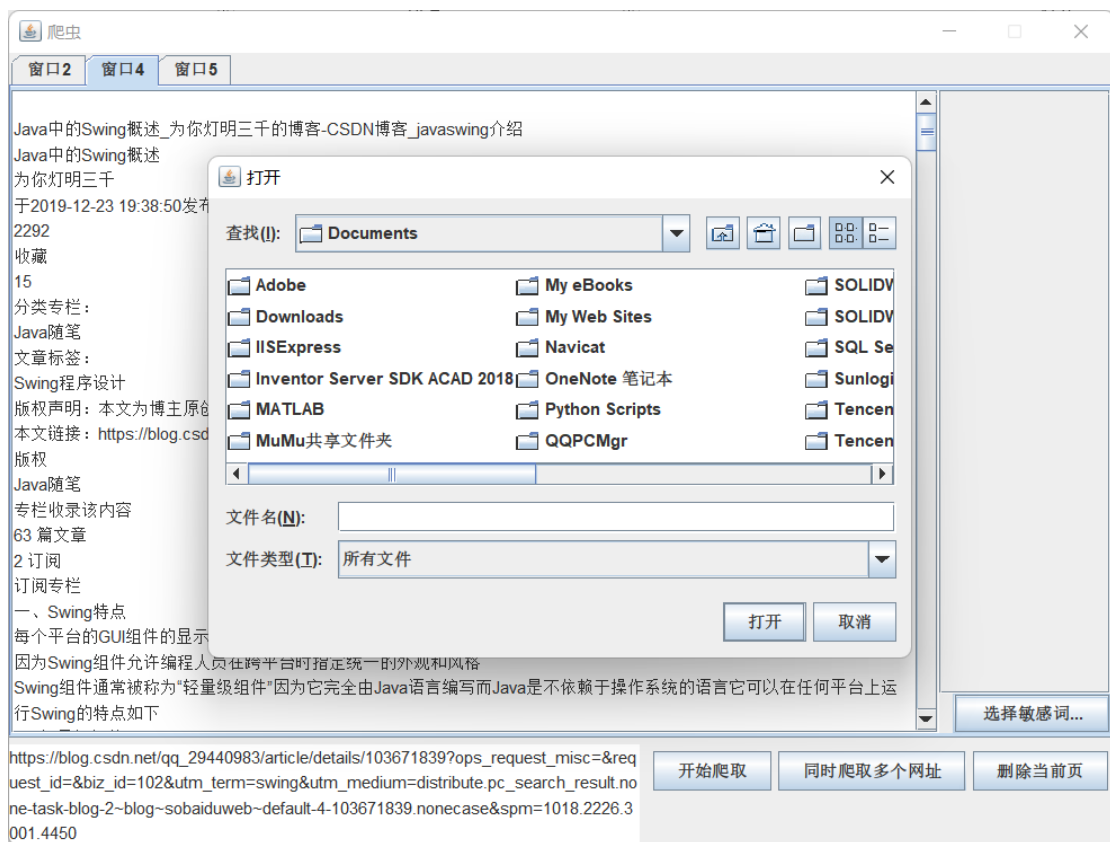 爬虫
窗口2 窗口4 窗口5
Java中的Swing概述_为你灯明三千的博客-CSDN博客_javaswing介绍
Java中的Swing概述
为你灯明三千
于2019-12-23 19:38:50发布
2292
收藏
15
分类专栏：
Java随笔
文章标签：
Swing程序设计
版权声明：本文为博主原创
本文链接：https://blog.csd
版权
Java随笔
专栏收录该内容
63 篇文章
2 订阅
订阅专栏
一、Swing特点
每个平台的GUI组件的显示
因为Swing组件允许编程人员在跨平台时指定统一的外观和风格
Swing组件通常被称为“轻量级组件”因为它完全由Java语言编写而Java是不依赖于操作系统的语言它可以在任何平台上运
行Swing的特点如下
打开
查找(I): Documents
Adobe My eBooks SOLIDW
Downloads My Web Sites SOLIDW
IISExpress Navicat SQL Se
Inventor Server SDK ACAD 2018 OneNote 笔记本 Sunlogi
MATLAB Python Scripts Tencen
MuMu共享文件夹 QQPCMgr Tencen
文件名(N):
文件类型(T): 所有文件
打开 取消
选择敏感词...
https://blog.csdn.net/qq_29440983/article/details/103671839?ops_request_misc=&req
uest_id=&biz_id=102&utm_term=swing&utm_medium=distribute.pc_search_result.no
ne-task-blog-2~blog~sobaiduweb~default-4-103671839.nonecase&spm=1018.2226.3
001.4450
开始爬取 同时爬取多个网址 删除当前页